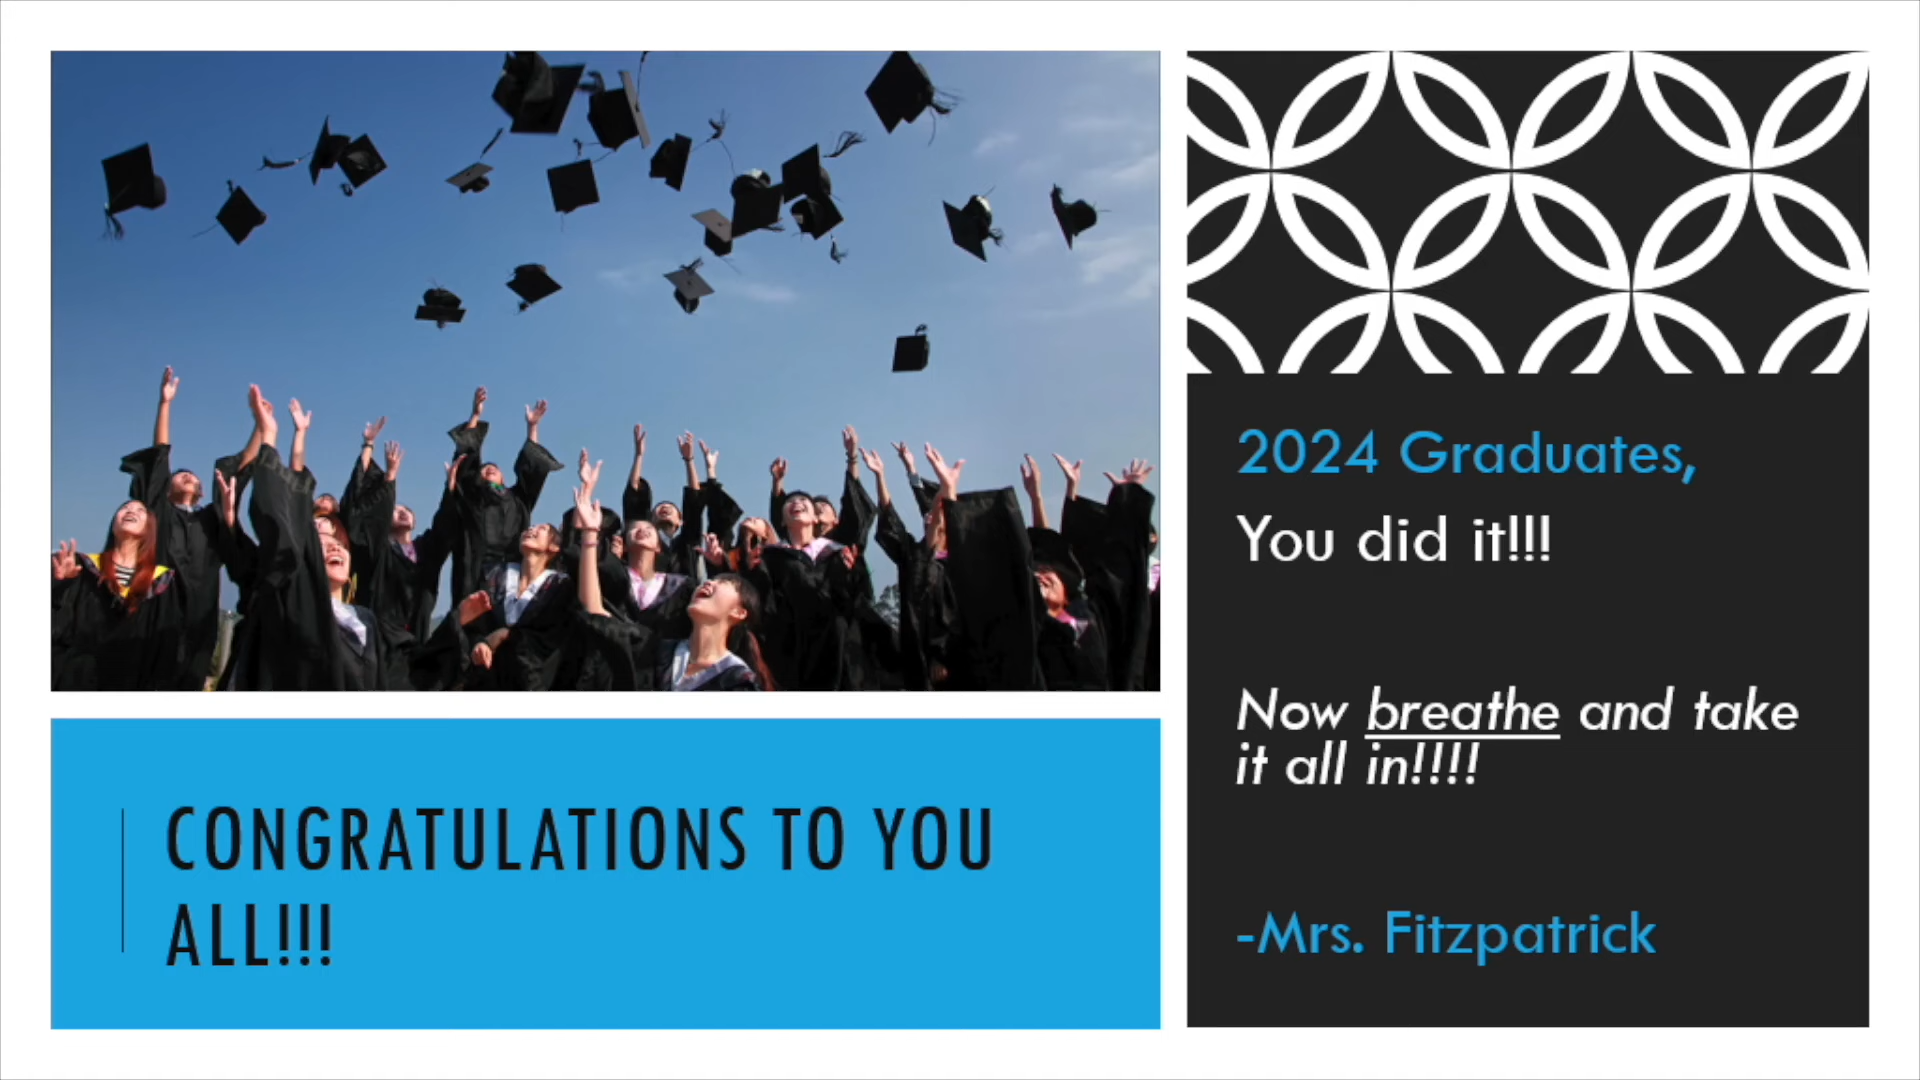 CONGRATULATIONS TO YOU
ALL!!!
2024 Graduates,
You did it!!!
Now breathe and take
it all in!!!!
-Mrs. Fitzpatrick